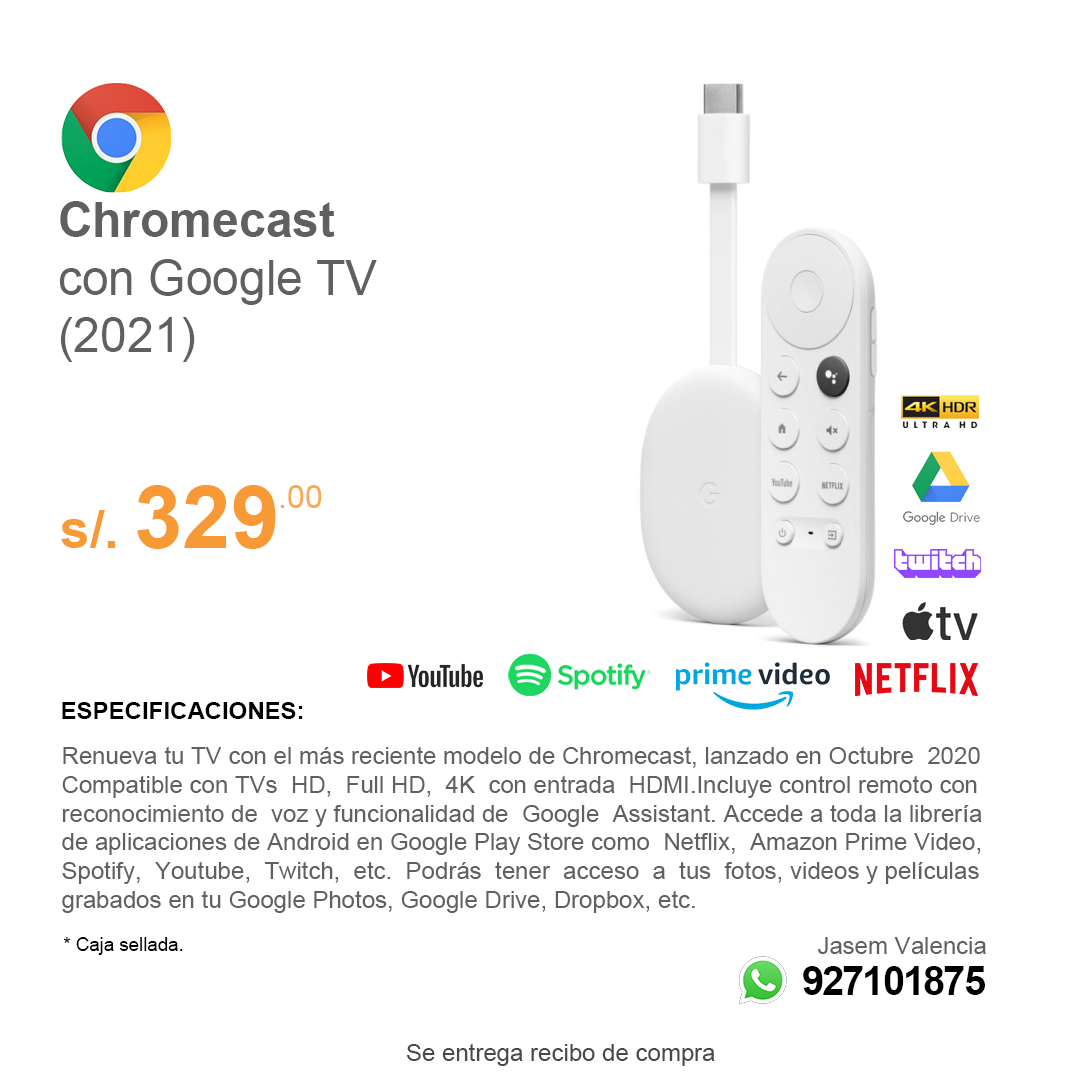 Chromecast
con Google TV
(2021)
s/. 329.00
YouTube
NETFLIX
4K HDR
ULTRA HD
Google Drive
twitch
tv
YouTube Spotify prime video NETFLIX
ESPECIFICACIONES:
Renueva tu TV con el más reciente modelo de Chromecast, lanzado en Octubre 2020
Compatible con TVs HD, Full HD, 4K con entrada HDMI.Incluye control remoto con
reconocimiento de voz y funcionalidad de Google Assistant. Accede a toda la librería
de aplicaciones de Android en Google Play Store como Netflix, Amazon Prime Video,
Spotify, Youtube, Twitch, etc. Podrás tener acceso a tus fotos, videos y películas
grabados en tu Google Photos, Google Drive, Dropbox, etc.
* Caja sellada.
Jasem Valencia
927101875
Se entrega recibo de compra